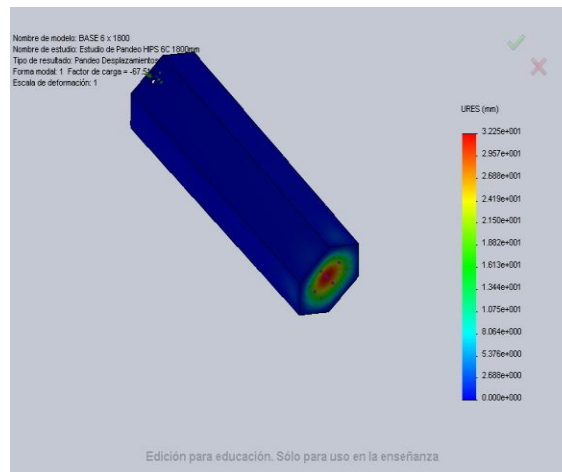 Nombre de modelo: BASE 6 x 1800
Nombre de estudio: Estudio de Pandeo HIPS 6C 1800mm
Tipo de resultado: Pandeo Desplazamientos
Forma modal: 1 Factor de carga = -67.5
Escala de deformación: 1
URES (mm)
3.225e+001
2.957e+001
2.688e+001
2.419e+001
2.150e+001
1.882e+001
1.613e+001
1.344e+001
1.075e+001
8.064e+000
5.376e+000
2.688e+000
0.000e+000
Edición para educación. Sólo para uso en la enseñanza